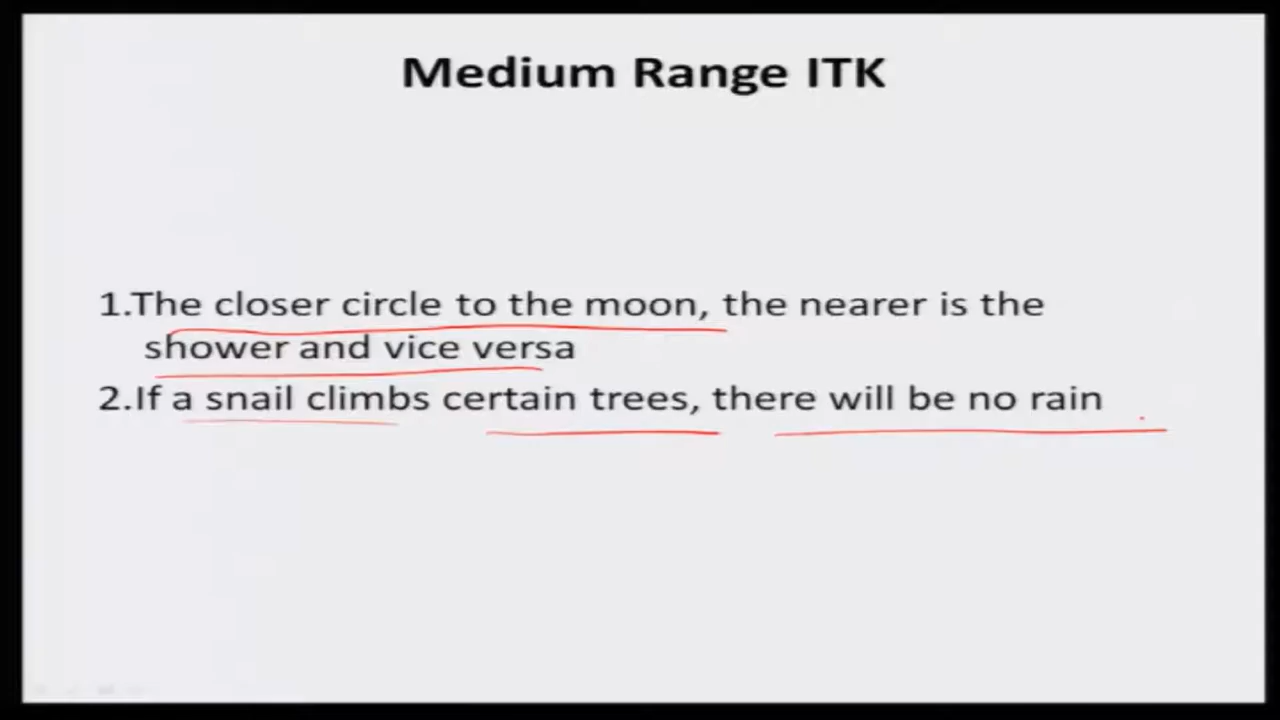 Medium Range ITK
1.The closer circle to the moon, the nearer is the
shower and vice versa
2.If a snail climbs certain trees, there will be no rain